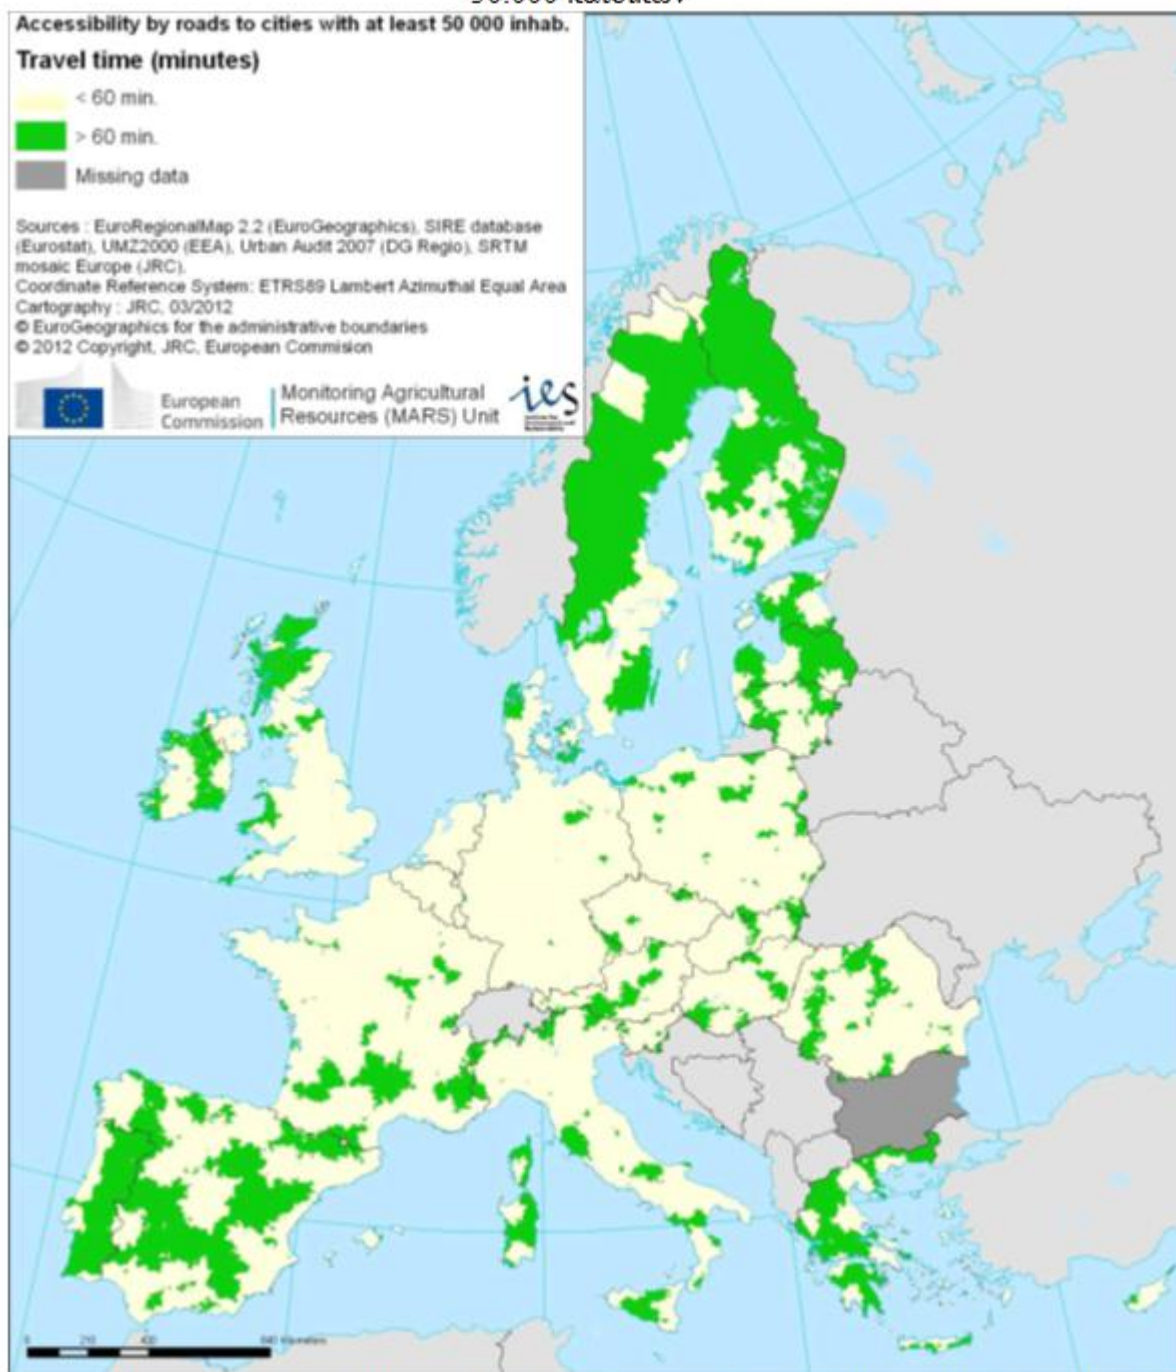 Accessibility by roads to cities with at least 50 000 inhab.
Travel time (minutes)
< 60 min.
> 60 min.
Missing data
Sources : EuroRegionalMap 2.2 (EuroGeographics), SIRE database
(Eurostat), UMZ2000 (EEA), Urban Audit 2007 (DG Regio), SRTM
mosaic Europe (JRC).
Coordinate Reference System: ETRS89 Lambert Azimuthal Equal Area
Cartography : JRC, 03/2012
© EuroGeographics for the administrative boundaries
© 2012 Copyright, JRC, European Commision
European
Commission
Monitoring Agricultural
Resources (MARS) Unit
ies